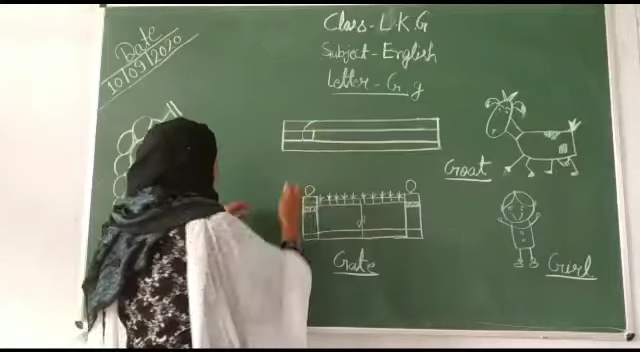 Date
10/09/2020
Class - L.K.G
Subject - English
Letter - G g
Goat
Gate
Girl